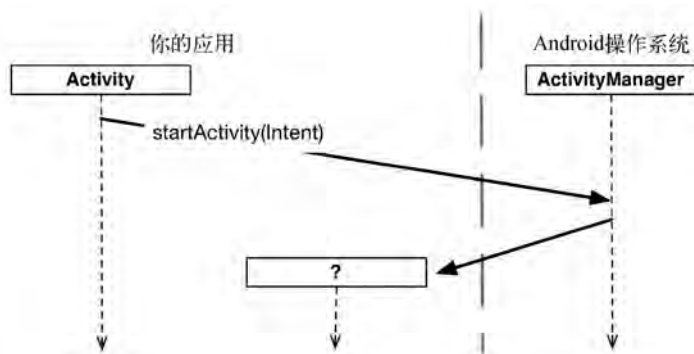 你的应用
Android操作系统
Activity
ActivityManager
startActivity(Intent)
?